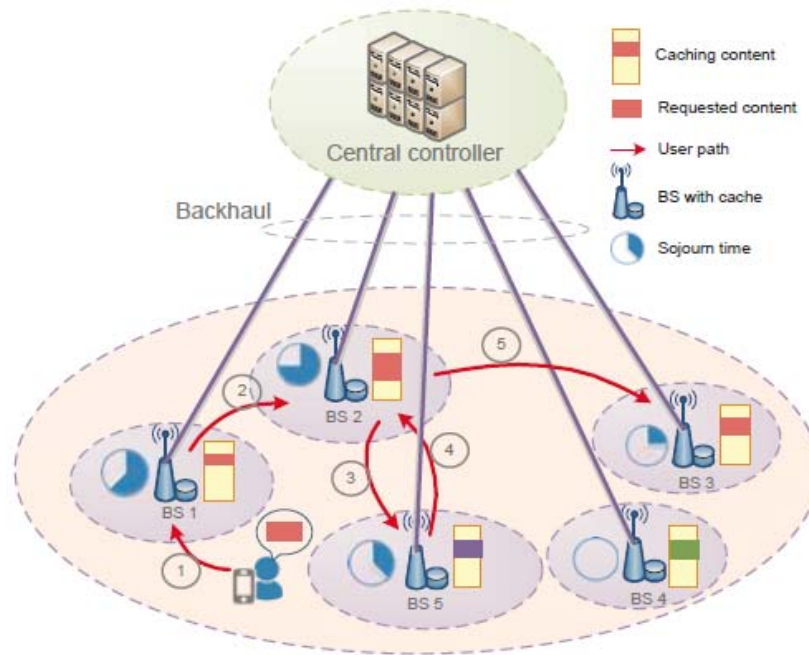 Central controller
Backhaul
Caching content
Requested content
User path
BS with cache
Sojourn time
5
2
BS 2
3
4
BS 3
BS 1
1
BS 5
BS 4